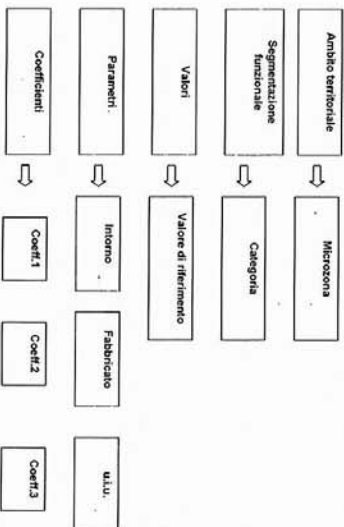 Ambito territoriale
Microzona
Segmentazione
funzionale
Categoria
Valori
Valore di riferimento
Parametri
Intorno
Fabbricato
u.i.u.
Coefficienti
Coeff.1
Coeff.2
Coeff.3